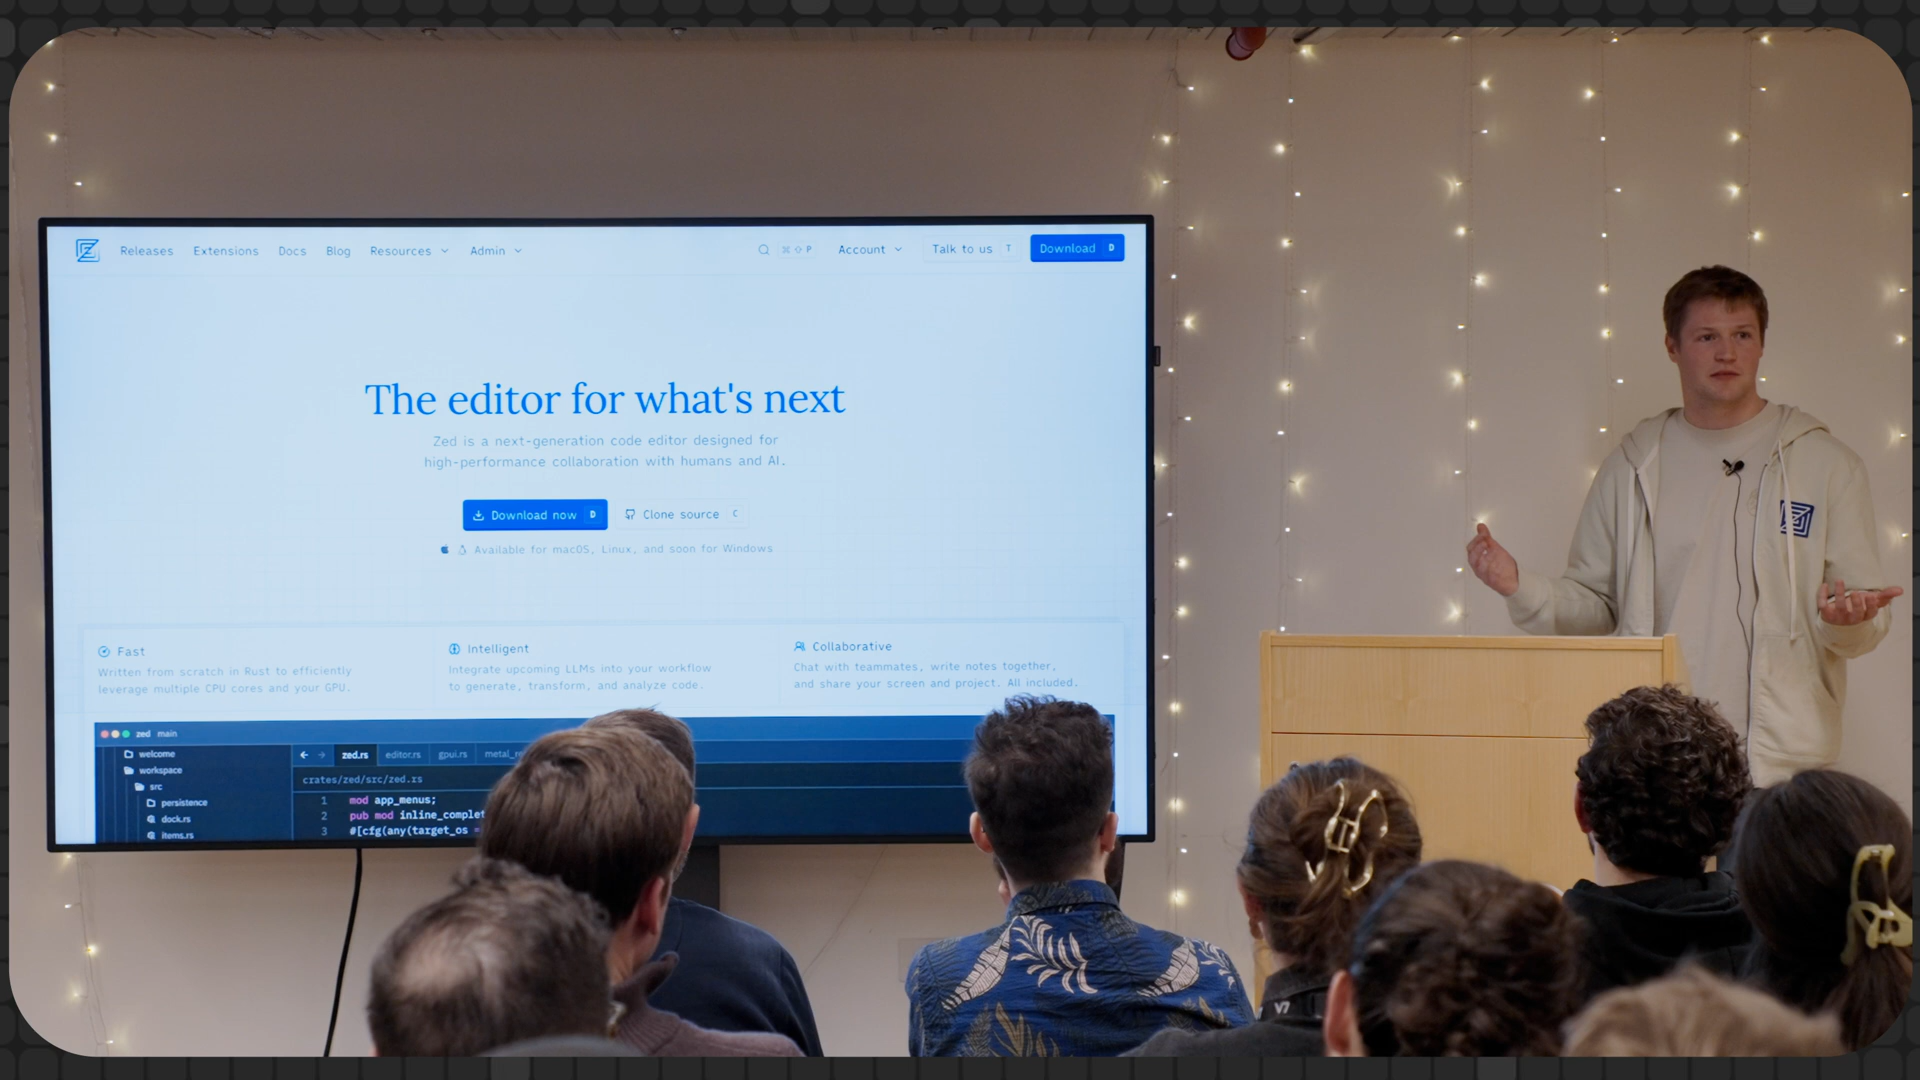 Releases Extensions Docs Blog Resources Admin ⌘ ⇧ P Account Talk to us T Download D
The editor for what's next
Zed is a next-generation code editor designed for
high-performance collaboration with humans and AI.
Download now D Clone source C
Available for macOS, Linux, and soon for Windows
Fast
Written from scratch in Rust to efficiently
leverage multiple CPU cores and your GPU.
Intelligent
Integrate upcoming LLMs into your workflow
to generate, transform, and analyze code.
Collaborative
Chat with teammates, write notes together,
and share your screen and project. All included.
zed main
welcome
workspace
src
persistence
dock.rs
items.rs
zed.rs editor.rs gpui.rs metal_re
crates/zed/src/zed.rs
1 mod app_menus;
2 pub mod inline_complet
3 #[cfg(any(target_os =